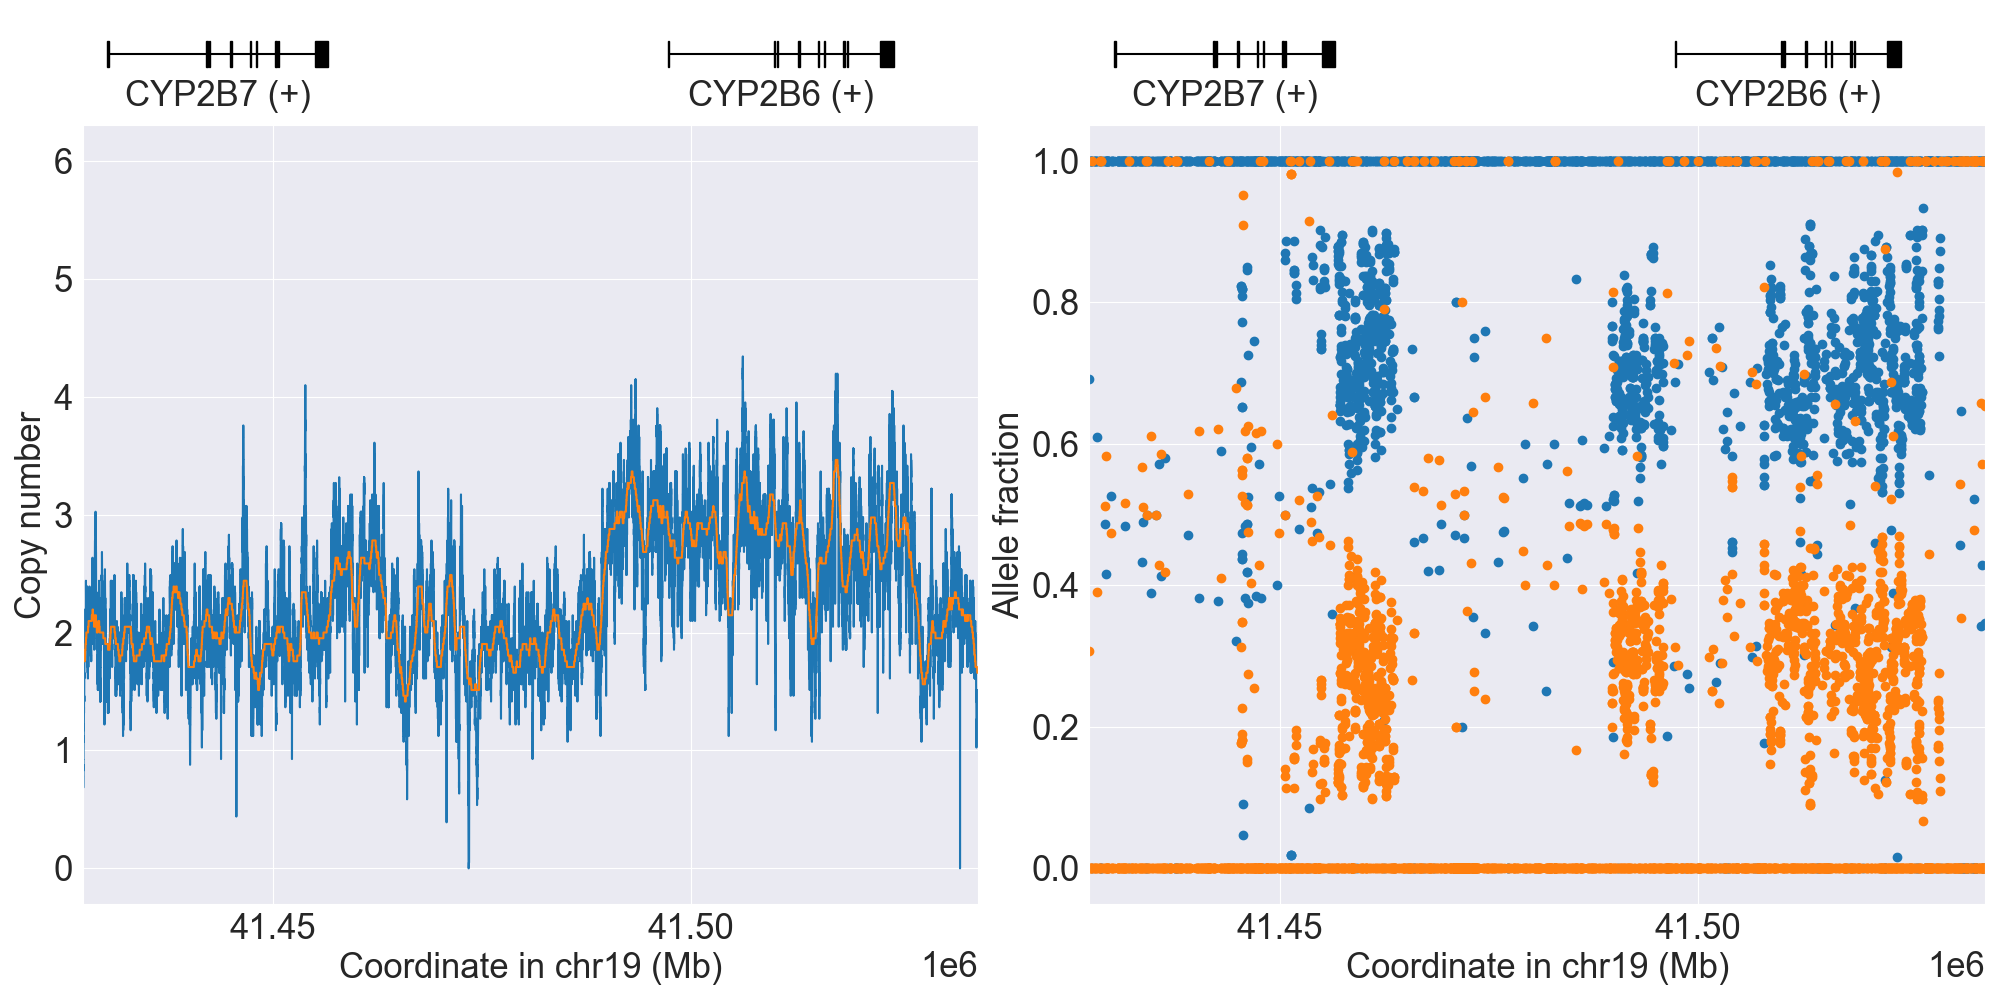 CYP2B7 (+)
CYP2B6 (+)
CYP2B7 (+)
CYP2B6 (+)
6
5
4
3
2
1
0
Copy number
41.45
41.50
Coordinate in chr19 (Mb)
1e6
1.0
0.8
0.6
0.4
0.2
0.0
Allele fraction
41.45
41.50
Coordinate in chr19 (Mb)
1e6